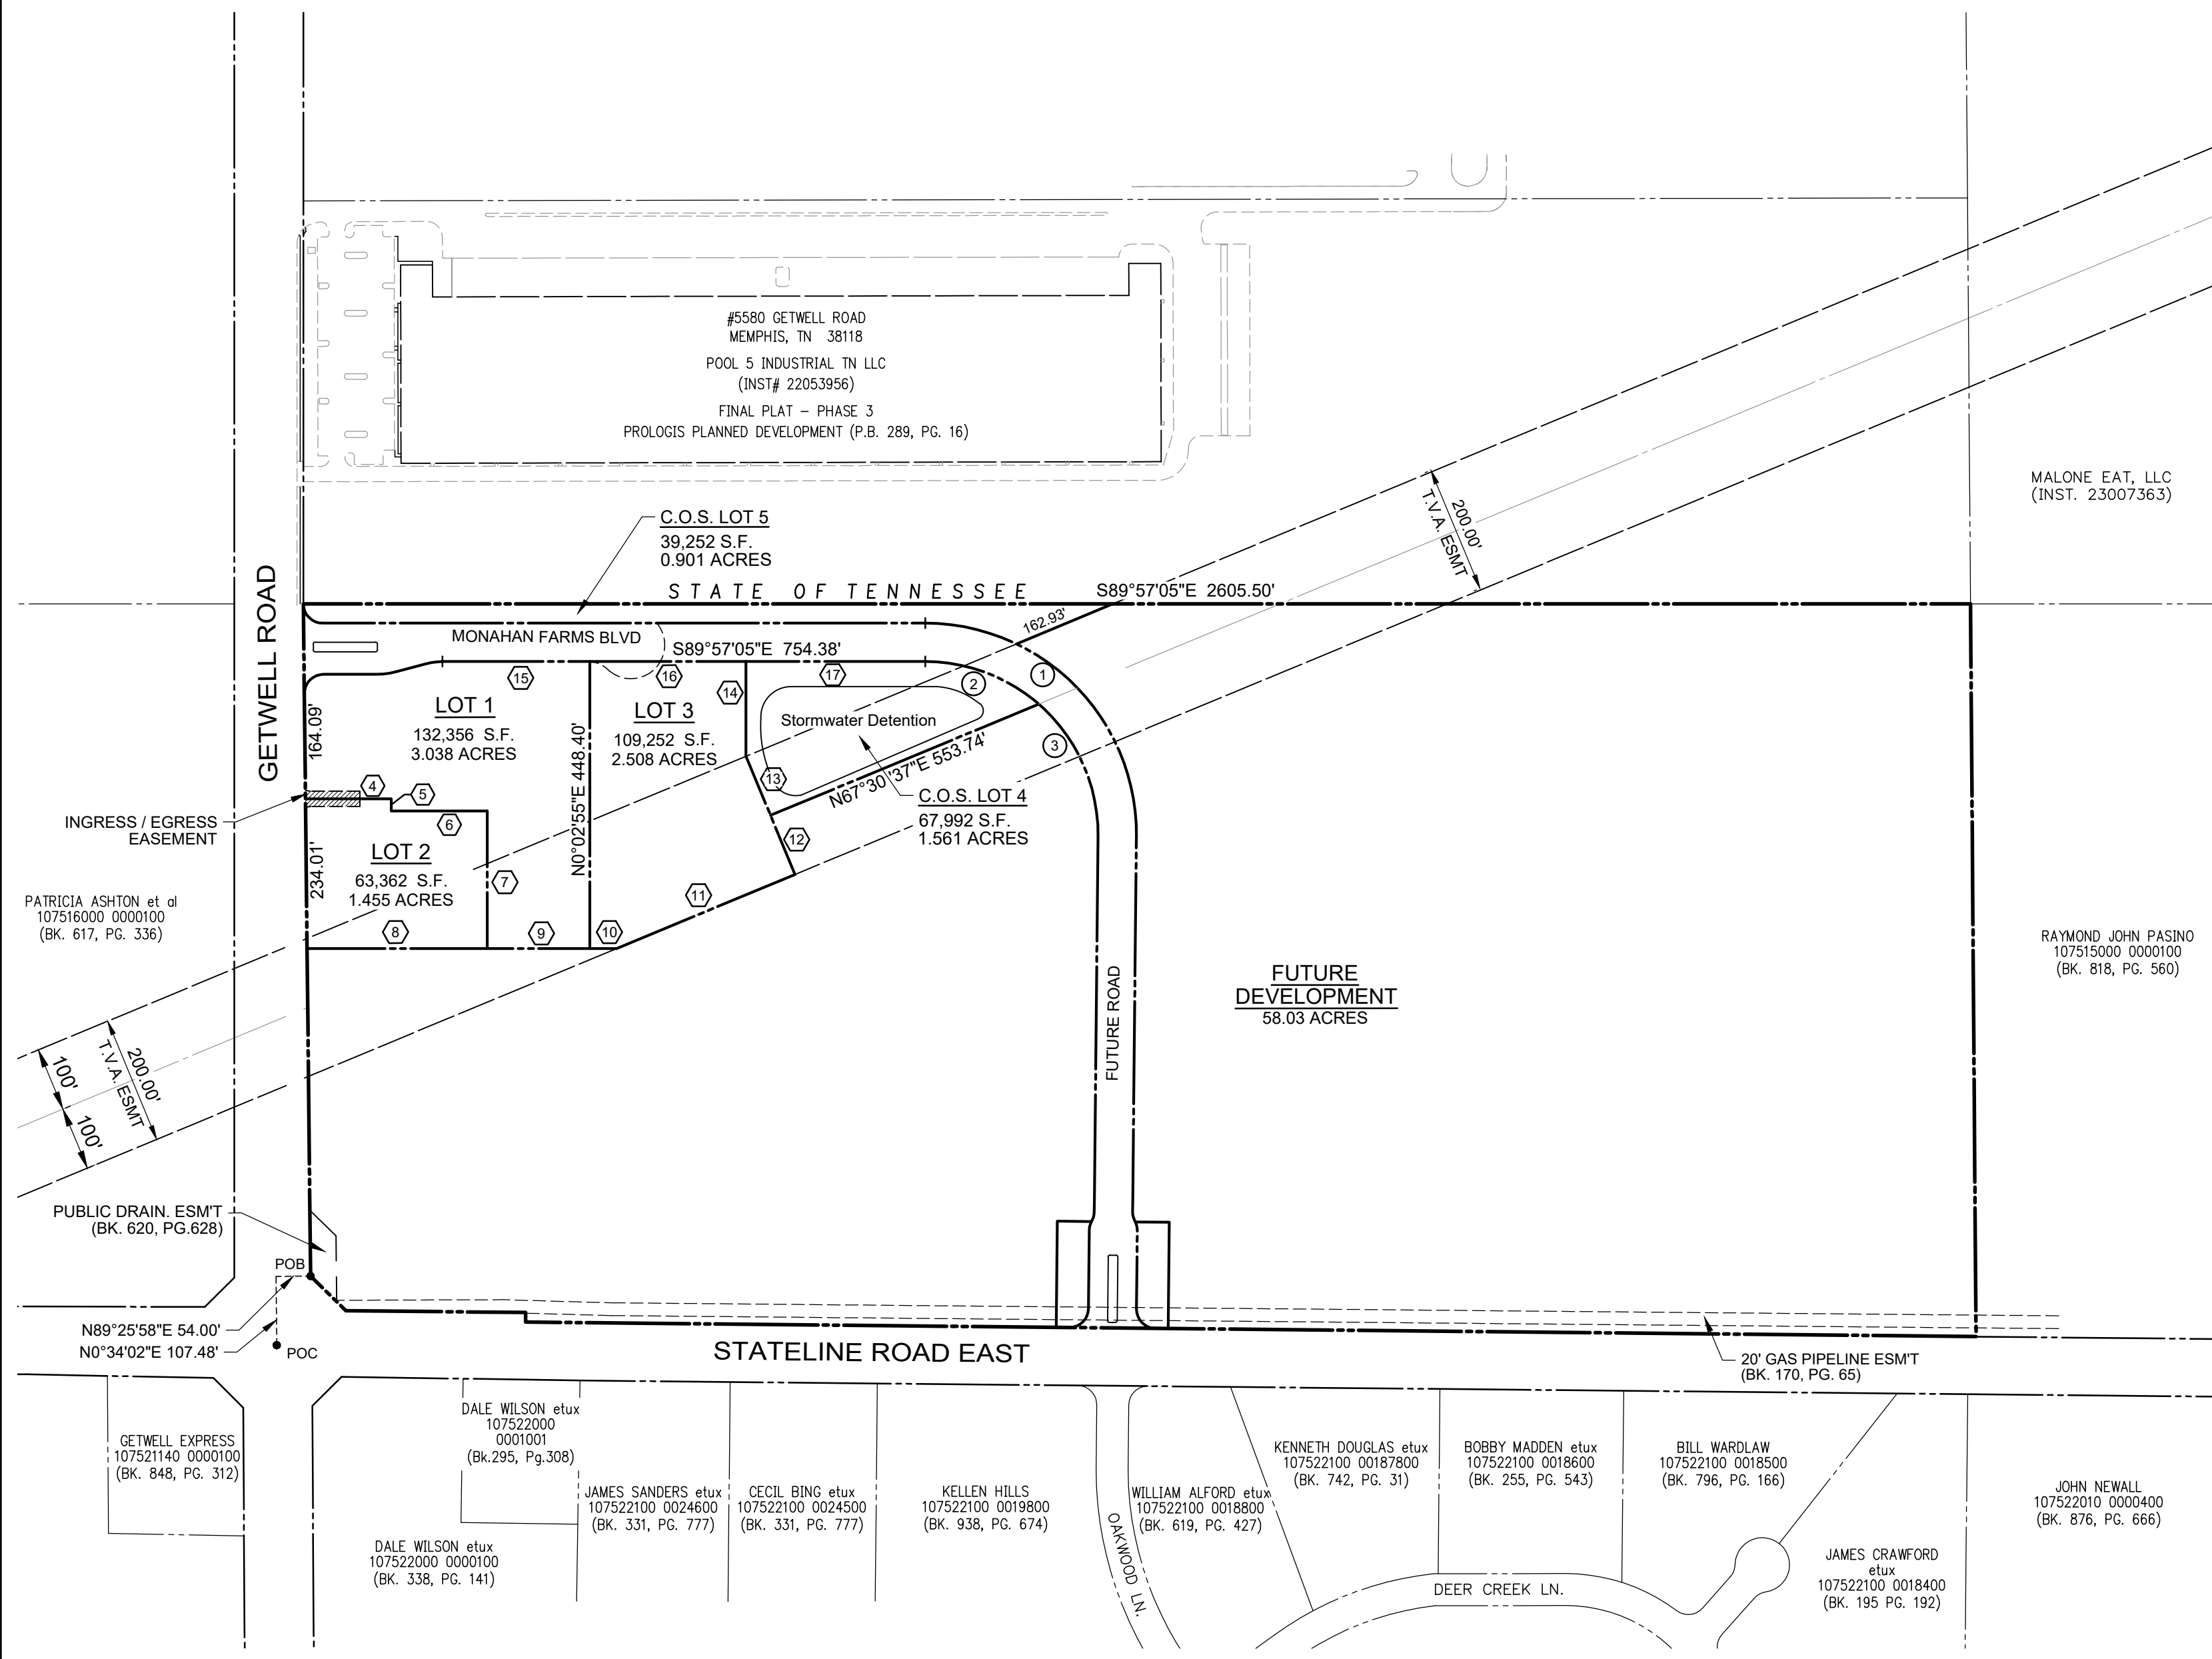 #5580 GETWELL ROAD
MEMPHIS, TN 38118
POOL 5 INDUSTRIAL TN LLC
(INST# 22053956)
FINAL PLAT – PHASE 3
PROLOGIS PLANNED DEVELOPMENT (P.B. 289, PG. 16)
MALONE EAT, LLC
(INST. 23007363)
200.00'
T.V.A. ESMT
C.O.S. LOT 5
39,252 S.F.
0.901 ACRES
STATE OF TENNESSEE
S89°57'05"E 2605.50'
GETWELL ROAD
MONAHAN FARMS BLVD
S89°57'05"E 754.38'
162.93'
15
16
17
14
1
2
3
LOT 1
132,356 S.F.
3.038 ACRES
164.09'
LOT 3
109,252 S.F.
2.508 ACRES
N0°02'55"E 448.40'
Stormwater Detention
13
N67°30'37"E 553.74'
C.O.S. LOT 4
67,992 S.F.
1.561 ACRES
4
5
6
INGRESS / EGRESS
EASEMENT
LOT 2
63,362 S.F.
1.455 ACRES
234.01'
7
8
9
10
11
12
PATRICIA ASHTON et al
107516000 0000100
(BK. 617, PG. 336)
RAYMOND JOHN PASINO
107515000 0000100
(BK. 818, PG. 560)
FUTURE
DEVELOPMENT
58.03 ACRES
FUTURE ROAD
100'
100'
200.00'
T.V.A. ESMT
PUBLIC DRAIN. ESM'T
(BK. 620, PG.628)
POB
N89°25'58"E 54.00'
N0°34'02"E 107.48'
POC
STATELINE ROAD EAST
20' GAS PIPELINE ESM'T
(BK. 170, PG. 65)
GETWELL EXPRESS
107521140 0000100
(BK. 848, PG. 312)
DALE WILSON etux
107522000
0001001
(Bk.295, Pg.308)
DALE WILSON etux
107522000 0000100
(BK. 338, PG. 141)
JAMES SANDERS etux
107522100 0024600
(BK. 331, PG. 777)
CECIL BING etux
107522100 0024500
(BK. 331, PG. 777)
KELLEN HILLS
107522100 0019800
(BK. 938, PG. 674)
OAKWOOD LN.
WILLIAM ALFORD etux
107522100 0018800
(BK. 619, PG. 427)
KENNETH DOUGLAS etux
107522100 00187800
(BK. 742, PG. 31)
BOBBY MADDEN etux
107522100 0018600
(BK. 255, PG. 543)
BILL WARDLAW
107522100 0018500
(BK. 796, PG. 166)
DEER CREEK LN.
JAMES CRAWFORD
etux
107522100 0018400
(BK. 195 PG. 192)
JOHN NEWALL
107522010 0000400
(BK. 876, PG. 666)